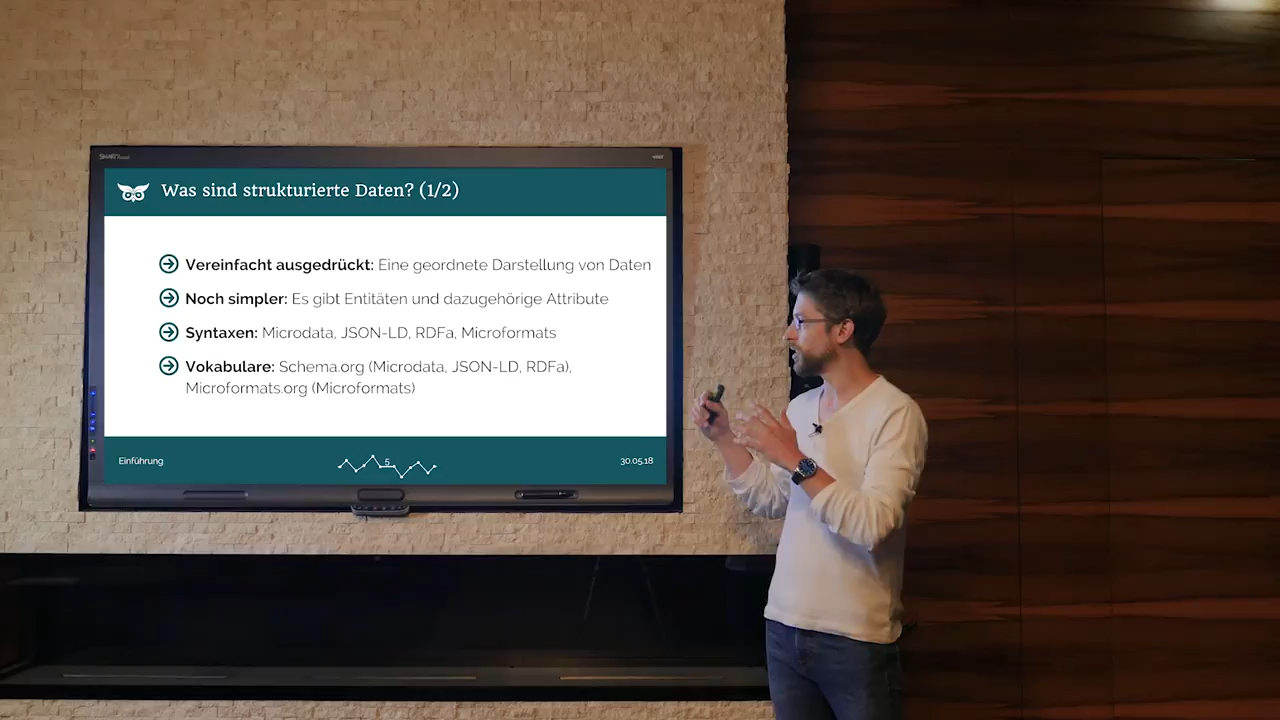 SMART
Was sind strukturierte Daten? (1/2)
Vereinfacht ausgedrückt: Eine geordnete Darstellung von Daten
Noch simpler: Es gibt Entitäten und dazugehörige Attribute
Syntaxen: Microdata, JSON-LD, RDFa, Microformats
Vokabulare: Schema.org (Microdata, JSON-LD, RDFa),
Microformats.org (Microformats)
Einführung
5
30.05.18